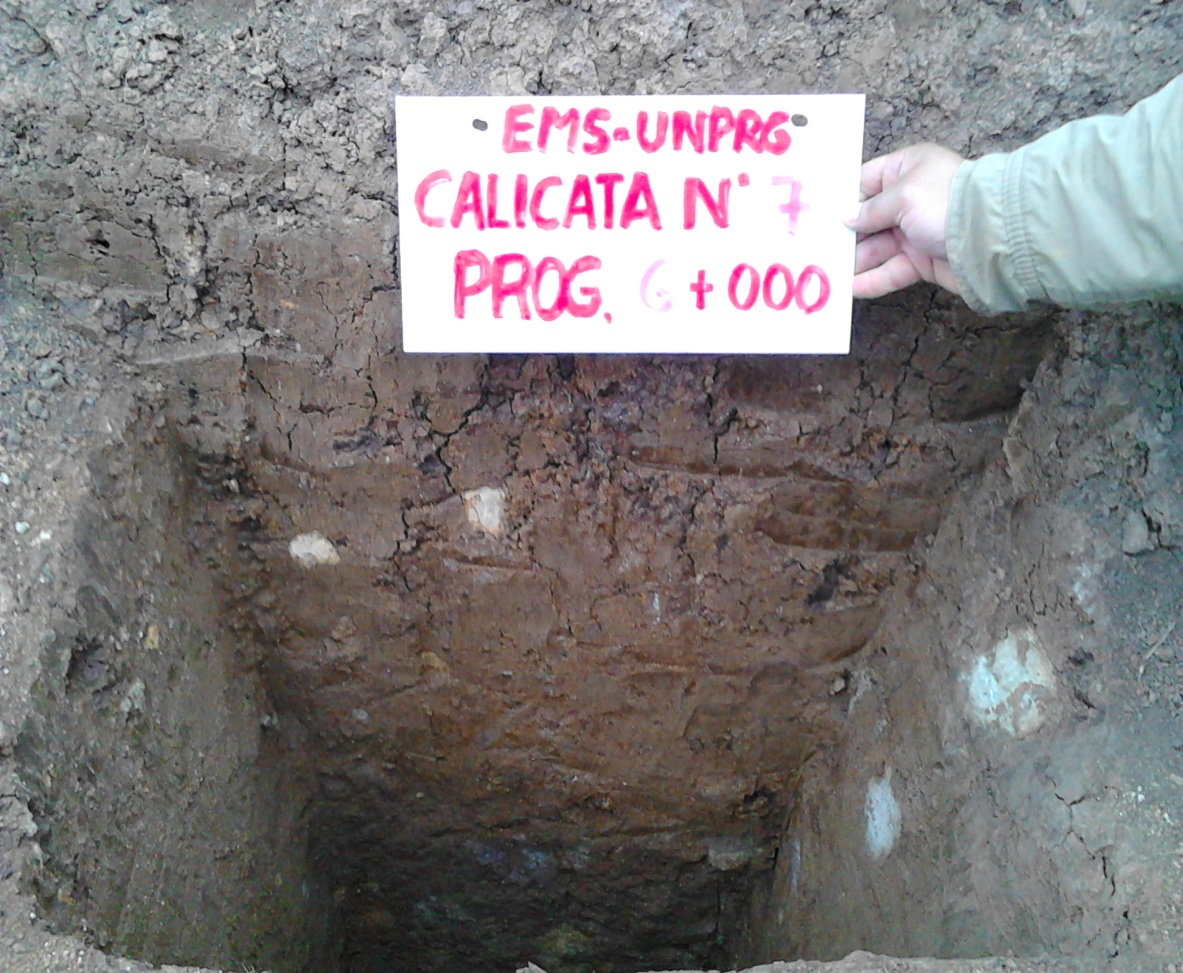 EMS-UNPRG
CALICATA N° 7
PROG. 6+000